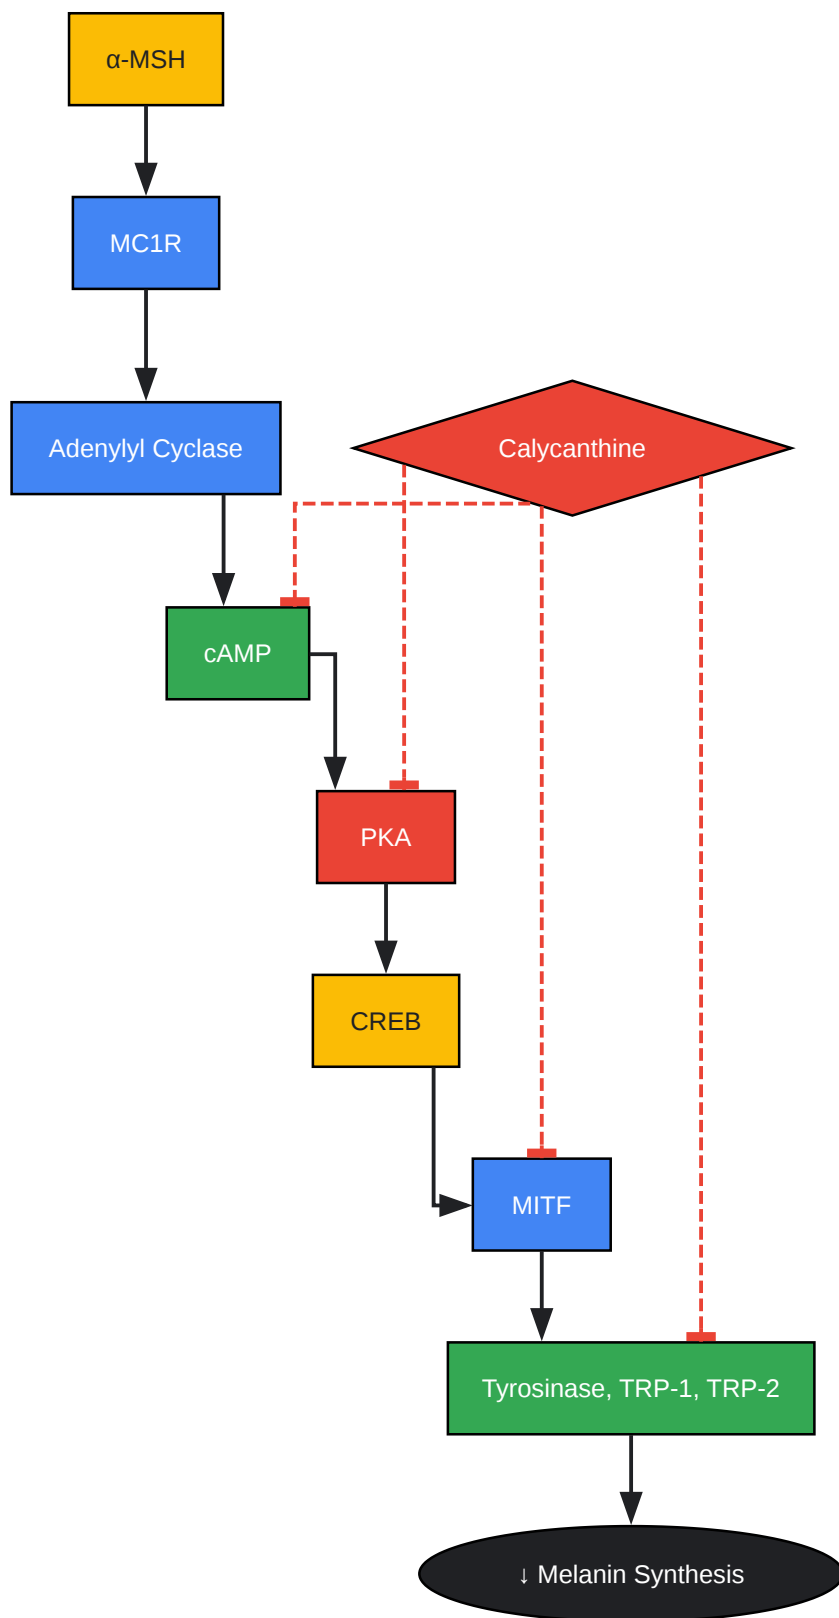 α-MSH
MC1R
Adenylyl Cyclase
Calycanthine
cAMP
PKA
CREB
MITF
Tyrosinase, TRP-1, TRP-2
↓ Melanin Synthesis